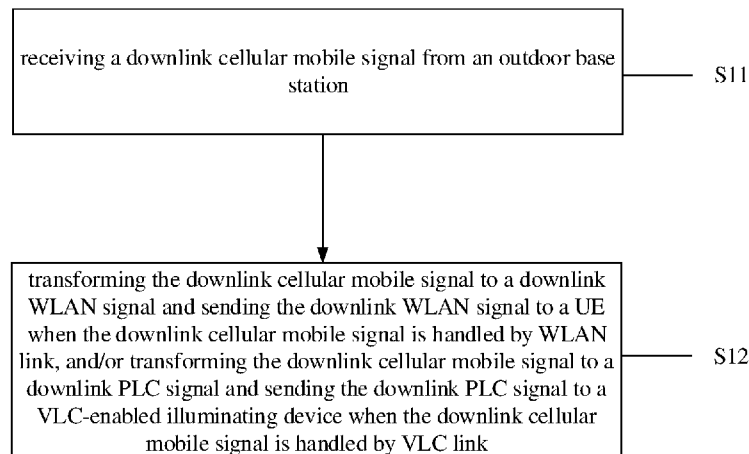 receiving a downlink cellular mobile signal from an outdoor base
station
S11
transforming the downlink cellular mobile signal to a downlink
WLAN signal and sending the downlink WLAN signal to a UE
when the downlink cellular mobile signal is handled by WLAN
link, and/or transforming the downlink cellular mobile signal to a
downlink PLC signal and sending the downlink PLC signal to a
VLC-enabled illuminating device when the downlink cellular
mobile signal is handled by VLC link
S12